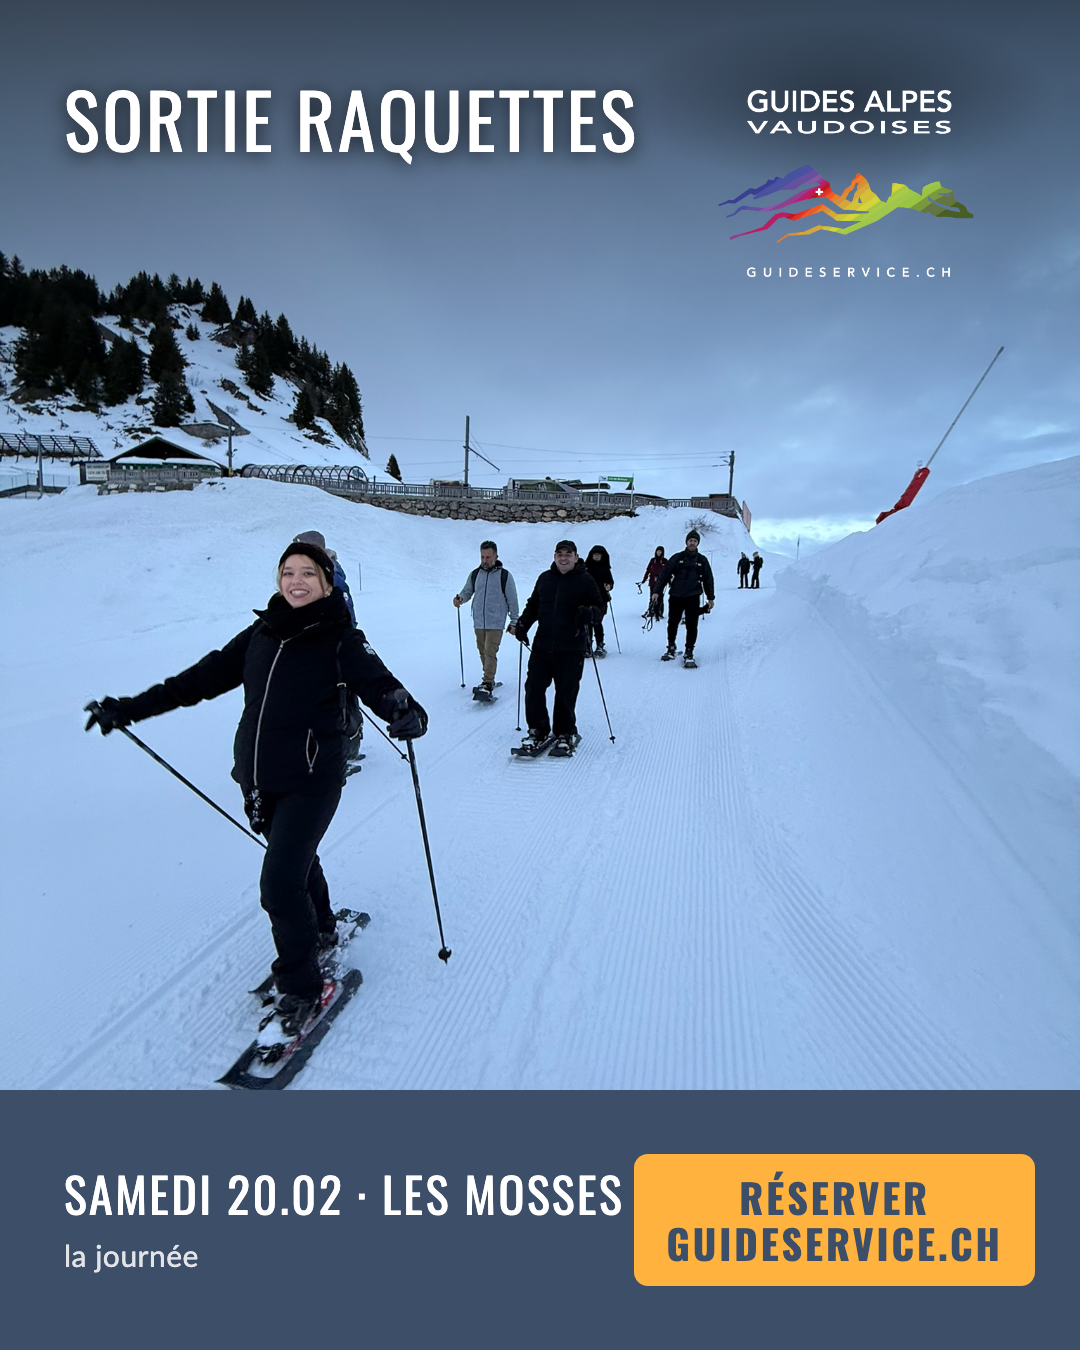 SORTIE RAQUETTES
GUIDES ALPES
VAUDOISES
GUIDESERVICE.CH
SAMEDI 20.02 · LES MOSSES
la journée
RÉSERVER
GUIDESERVICE.CH